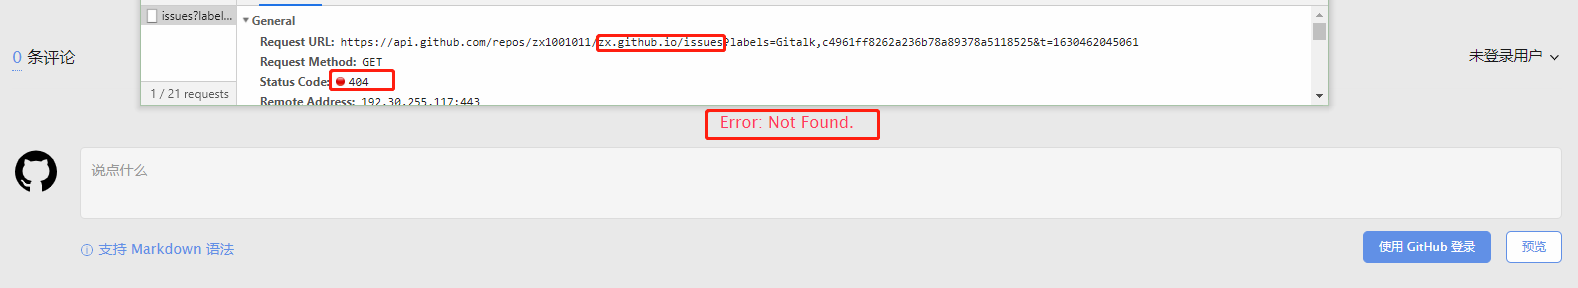 issues?label...
General
Request URL: https://api.github.com/repos/zx1001011/zx.github.io/issues?labels=Gitalk,c4961ff8262a236b78a89378a5118525&t=1630462045061
Request Method: GET
Status Code: 404
1 / 21 requests
Remote Address: 192.30.255.117:443
0 条评论
未登录用户
Error: Not Found.
说点什么
支持 Markdown 语法
使用 GitHub 登录
预览